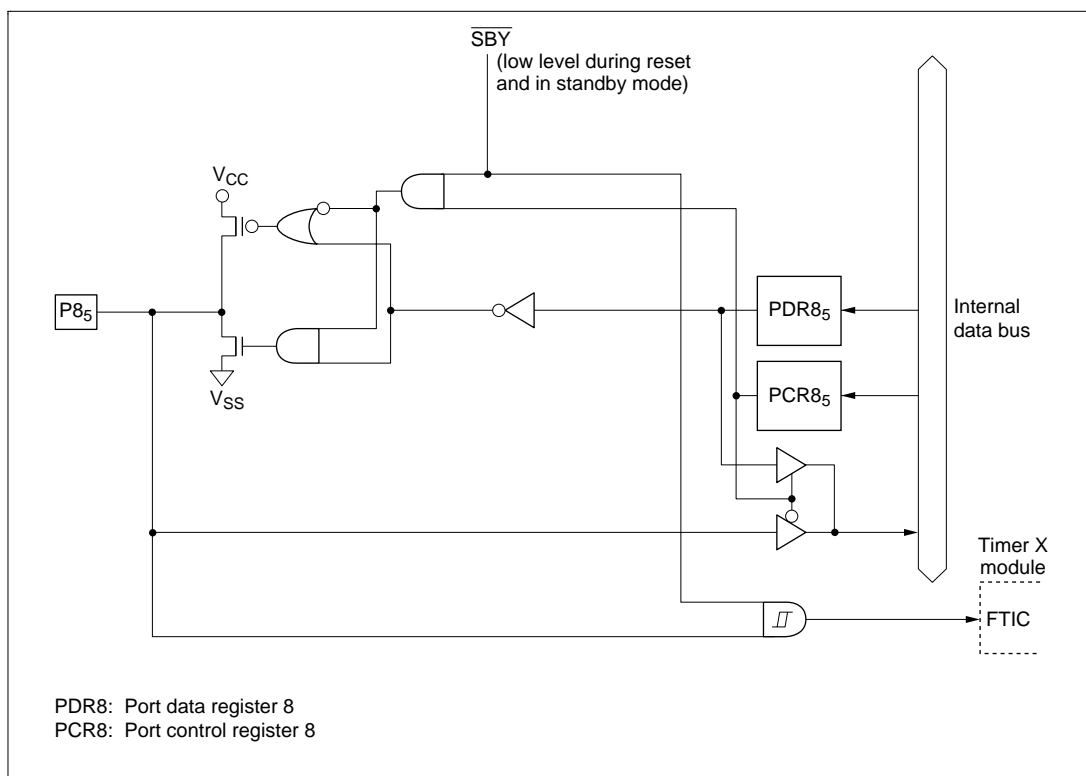 SBY
(low level during reset
and in standby mode)
VCC
P85
VSS
PDR85
PCR85
Internal
data bus
Timer X
module
FTIC
PDR8: Port data register 8
PCR8: Port control register 8